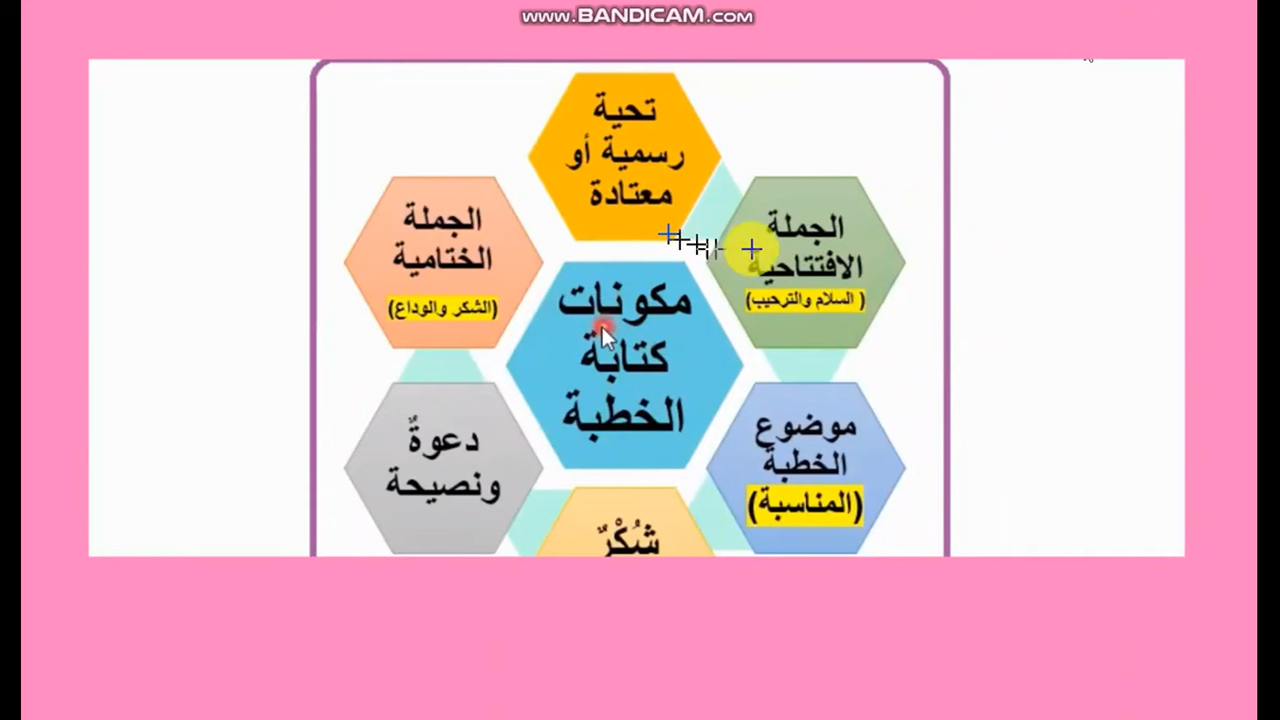 www.BANDICAM.com
تحية
رسمية أو
معتادة
الجملة
الافتتاحية
( السلام والترحيب)
الجملة
الختامية
(الشكر والوداع)
مكونات
كتابة
الخطبة
موضوع
الخطبة
(المناسبة)
دعوةٌ
ونصيحة
شُكْرٌ